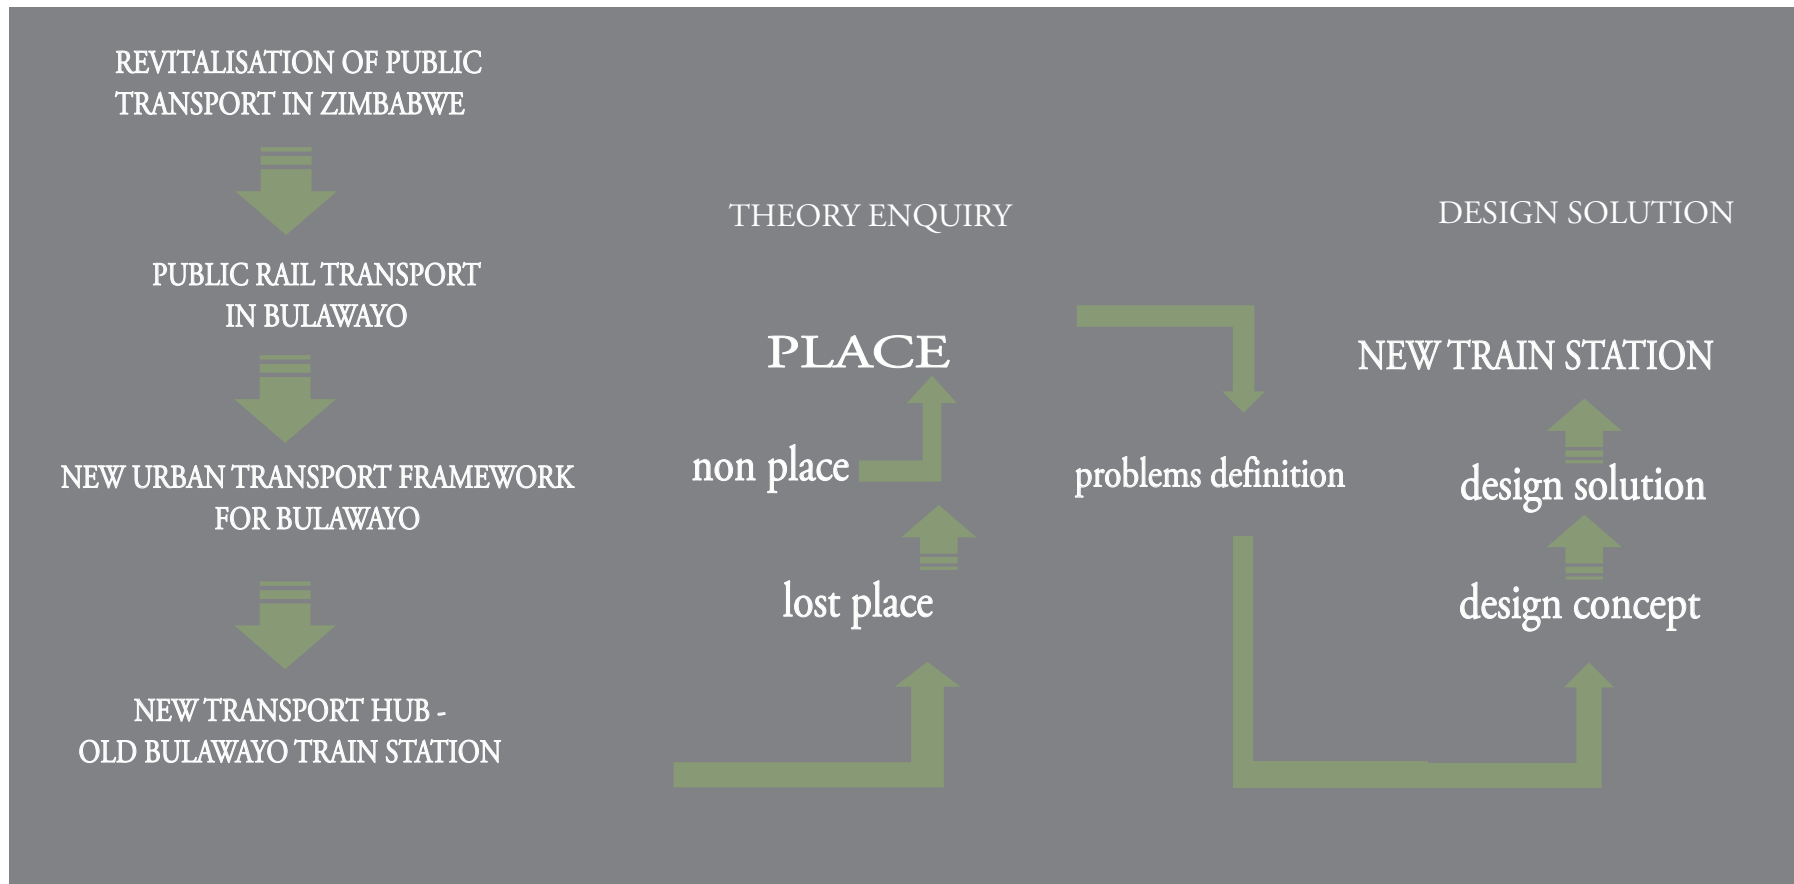 REVITALISATION OF PUBLIC
TRANSPORT IN ZIMBABWE
PUBLIC RAIL TRANSPORT
IN BULAWAYO
NEW URBAN TRANSPORT FRAMEWORK
FOR BULAWAYO
NEW TRANSPORT HUB -
OLD BULAWAYO TRAIN STATION
THEORY ENQUIRY
PLACE
non place
lost place
problems definition
DESIGN SOLUTION
NEW TRAIN STATION
design solution
design concept